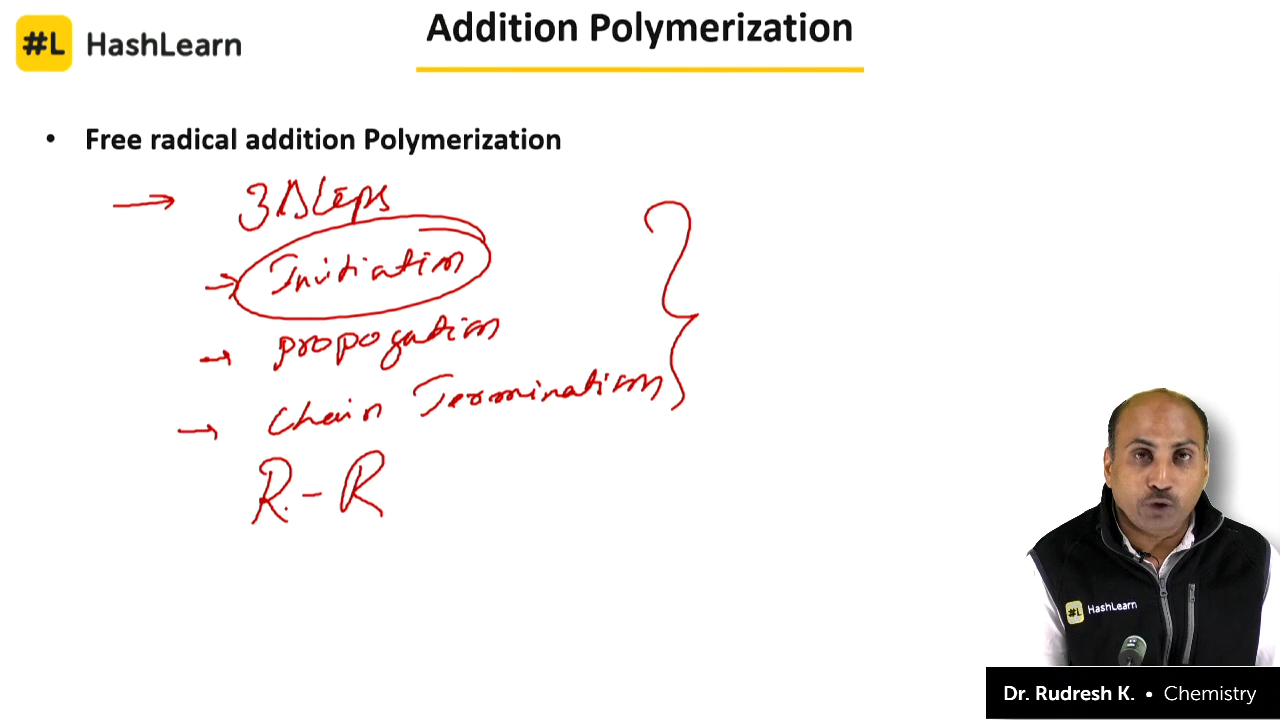 #L HashLearn
Addition Polymerization
• Free radical addition Polymerization
→ 3 Steps
→ Initiation
→ propogation
→ Chain Termination
R - R
#L HashLearn
Dr. Rudresh K. • Chemistry